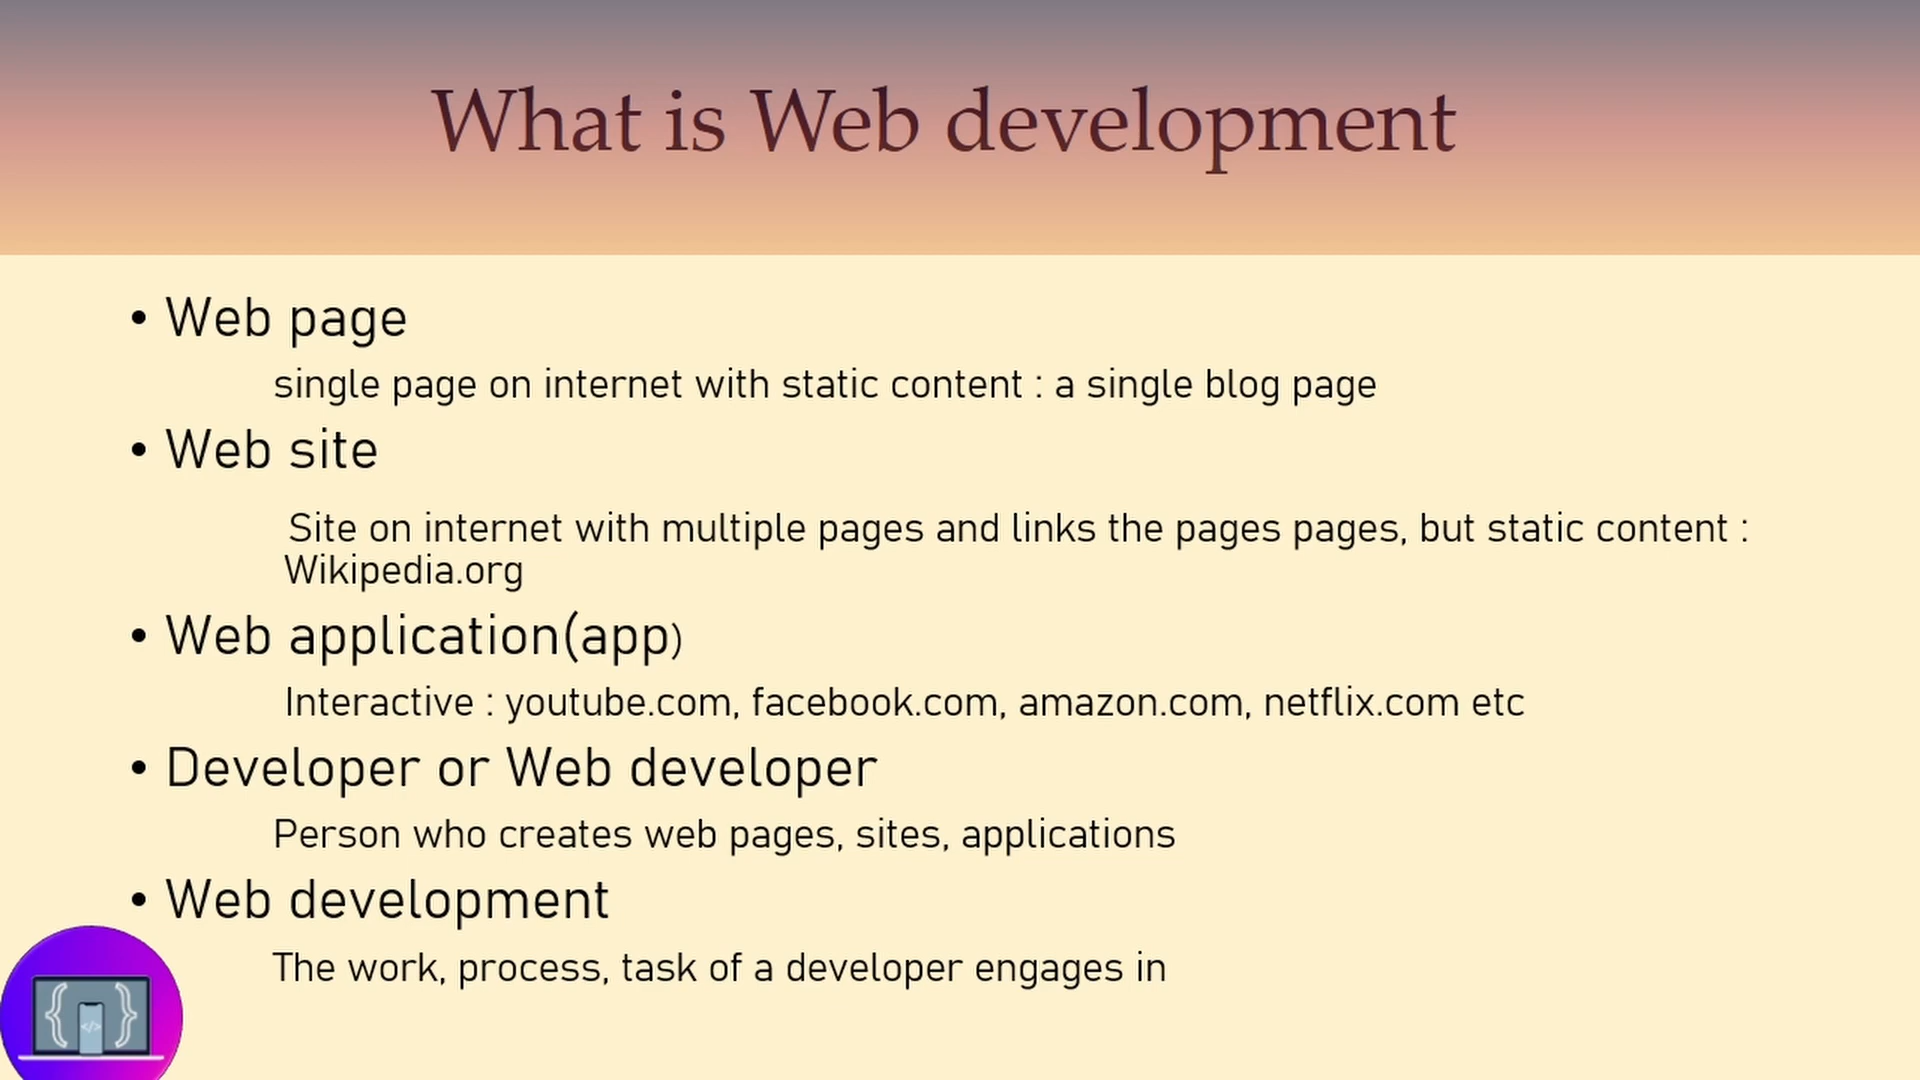 What is Web development
• Web page
single page on internet with static content : a single blog page
• Web site
Site on internet with multiple pages and links the pages pages, but static content :
Wikipedia.org
• Web application(app)
Interactive : youtube.com, facebook.com, amazon.com, netflix.com etc
• Developer or Web developer
Person who creates web pages, sites, applications
• Web development
The work, process, task of a developer engages in
{ </> }